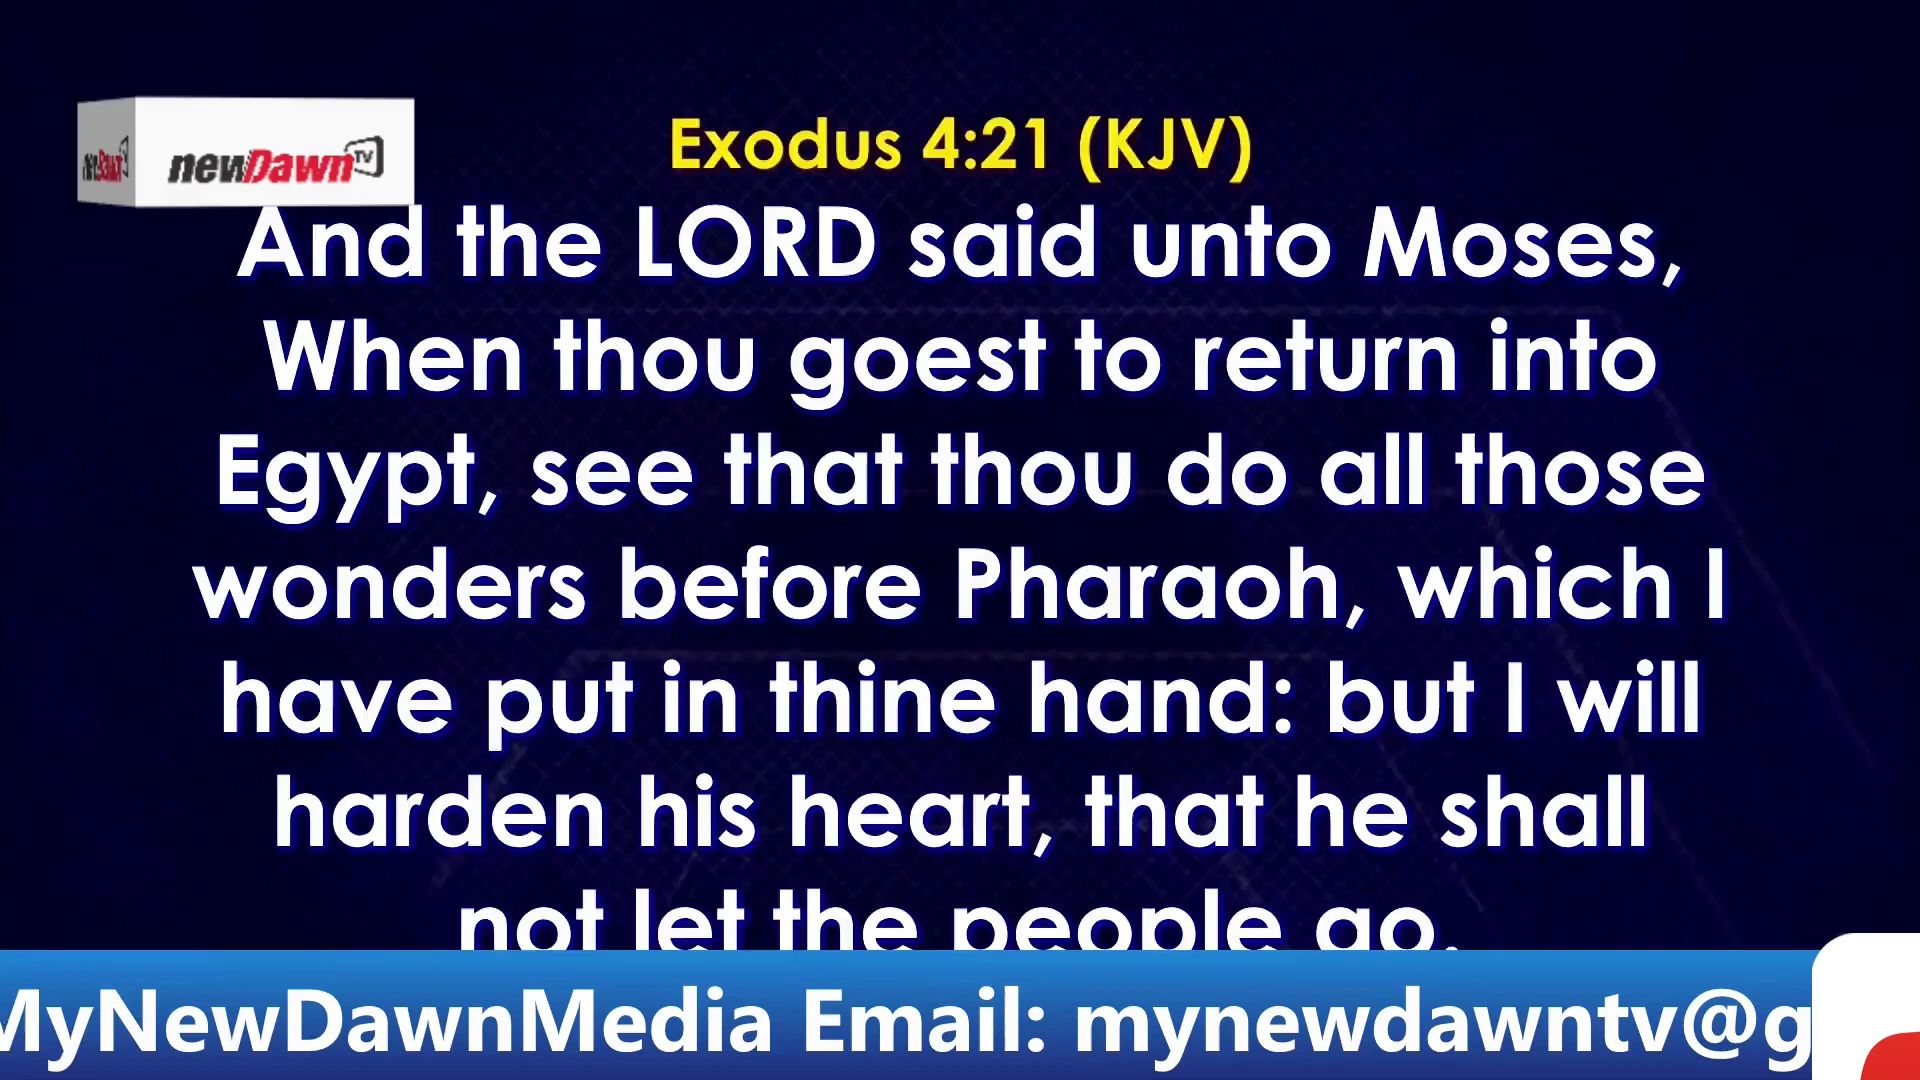 newDawn TV
newDawn
Exodus 4:21 (KJV)
And the LORD said unto Moses,
When thou goest to return into
Egypt, see that thou do all those
wonders before Pharaoh, which I
have put in thine hand: but I will
harden his heart, that he shall
not let the people go.
MyNewDawnMedia Email: mynewdawntv@g